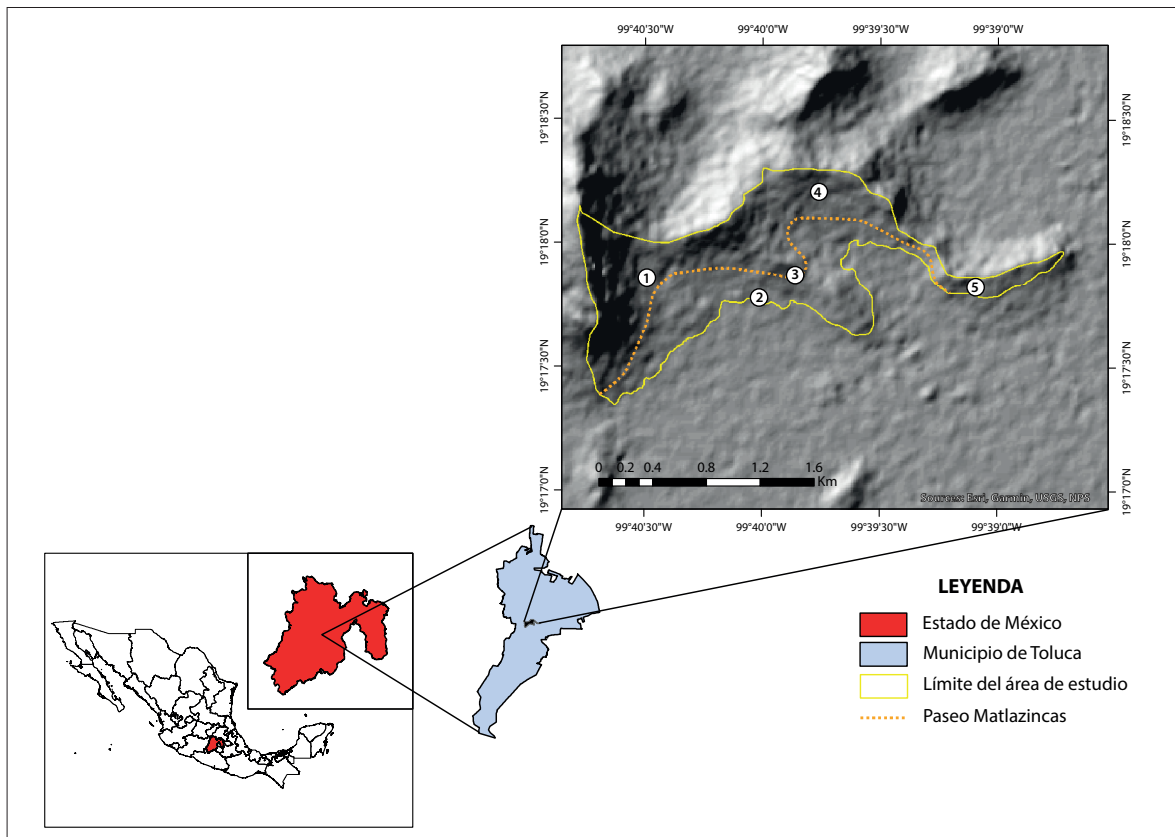 99°40'30"W 99°40'0"W 99°39'30"W 99°39'0"W
19°18'30"N 19°18'30"N
4
19°18'0"N 19°18'0"N
1
3
5
2
19°17'30"N 19°17'30"N
0 0.2 0.4 0.8 1.2 1.6
Km
Sources: Esri, Garmin, USGS, NPS
19°17'0"N 19°17'0"N
99°40'30"W 99°40'0"W 99°39'30"W 99°39'0"W
LEYENDA
Estado de México
Municipio de Toluca
Límite del área de estudio
Paseo Matlazincas